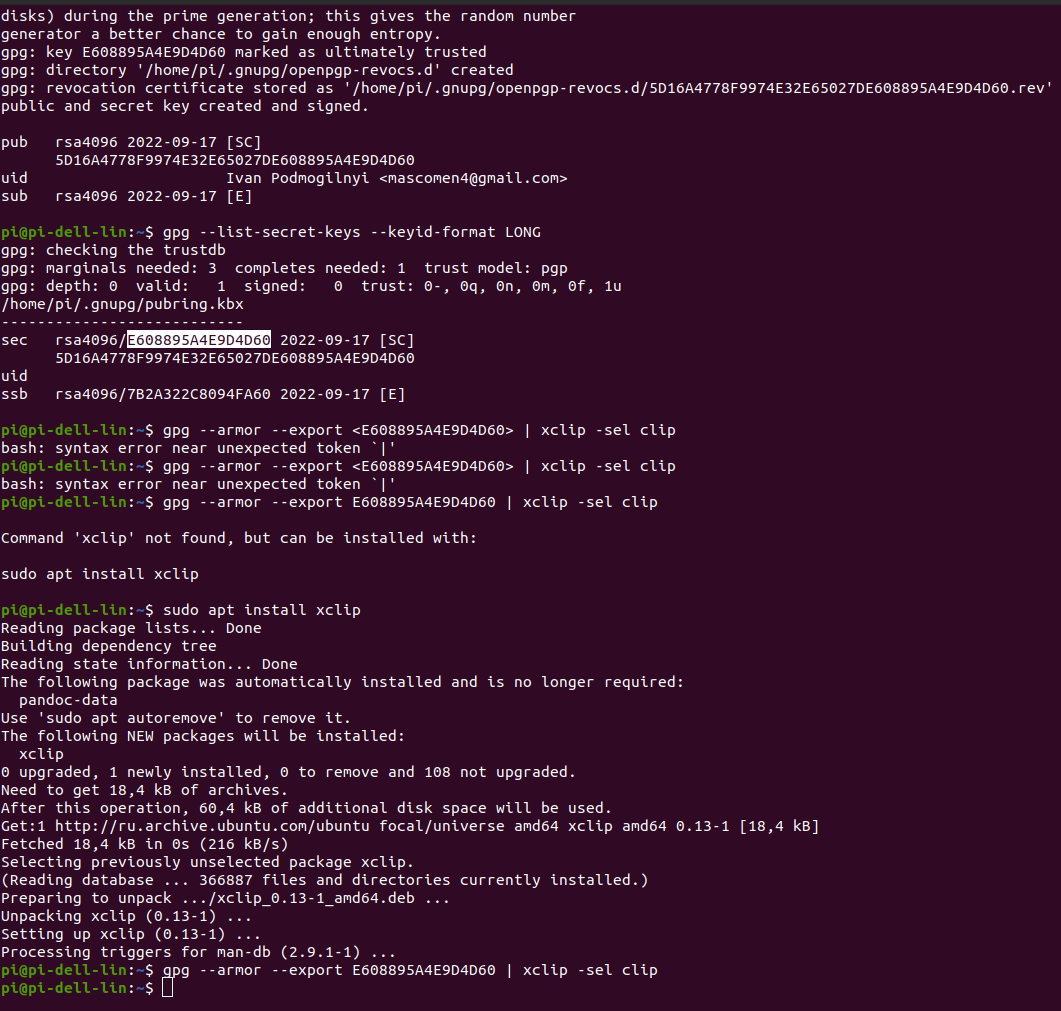 disks) during the prime generation; this gives the random number
generator a better chance to gain enough entropy.
gpg: key E608895A4E9D4D60 marked as ultimately trusted
gpg: directory '/home/pi/.gnupg/openpgp-revocs.d' created
gpg: revocation certificate stored as '/home/pi/.gnupg/openpgp-revocs.d/5D16A4778F9974E32E65027DE608895A4E9D4D60.rev'
public and secret key created and signed.
pub   rsa4096 2022-09-17 [SC]
      5D16A4778F9974E32E65027DE608895A4E9D4D60
uid                      Ivan Podmogilnyi <mascomen4@gmail.com>
sub   rsa4096 2022-09-17 [E]
pi@pi-dell-lin:~$ gpg --list-secret-keys --keyid-format LONG
gpg: checking the trustdb
gpg: marginals needed: 3  completes needed: 1  trust model: pgp
gpg: depth: 0  valid:   1  signed:   0  trust: 0-, 0q, 0n, 0m, 0f, 1u
/home/pi/.gnupg/pubring.kbx
---------------------------
sec   rsa4096/E608895A4E9D4D60 2022-09-17 [SC]
      5D16A4778F9974E32E65027DE608895A4E9D4D60
uid
ssb   rsa4096/7B2A322C8094FA60 2022-09-17 [E]
pi@pi-dell-lin:~$ gpg --armor --export <E608895A4E9D4D60> | xclip -sel clip
bash: syntax error near unexpected token `|'
pi@pi-dell-lin:~$ gpg --armor --export <E608895A4E9D4D60> | xclip -sel clip
bash: syntax error near unexpected token `|'
pi@pi-dell-lin:~$ gpg --armor --export E608895A4E9D4D60 | xclip -sel clip
Command 'xclip' not found, but can be installed with:
sudo apt install xclip
pi@pi-dell-lin:~$ sudo apt install xclip
Reading package lists... Done
Building dependency tree
Reading state information... Done
The following package was automatically installed and is no longer required:
  pandoc-data
Use 'sudo apt autoremove' to remove it.
The following NEW packages will be installed:
  xclip
0 upgraded, 1 newly installed, 0 to remove and 108 not upgraded.
Need to get 18,4 kB of archives.
After this operation, 60,4 kB of additional disk space will be used.
Get:1 http://ru.archive.ubuntu.com/ubuntu focal/universe amd64 xclip amd64 0.13-1 [18,4 kB]
Fetched 18,4 kB in 0s (216 kB/s)
Selecting previously unselected package xclip.
(Reading database ... 366887 files and directories currently installed.)
Preparing to unpack .../xclip_0.13-1_amd64.deb ...
Unpacking xclip (0.13-1) ...
Setting up xclip (0.13-1) ...
Processing triggers for man-db (2.9.1-1) ...
pi@pi-dell-lin:~$ gpg --armor --export E608895A4E9D4D60 | xclip -sel clip
pi@pi-dell-lin:~$